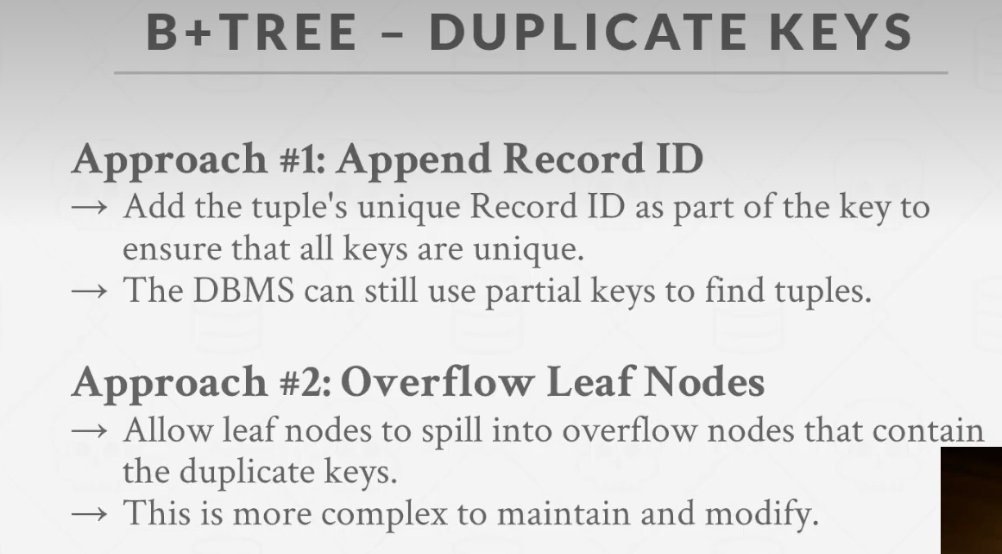 B+TREE – DUPLICATE KEYS
Approach #1: Append Record ID
→ Add the tuple's unique Record ID as part of the key to
ensure that all keys are unique.
→ The DBMS can still use partial keys to find tuples.
Approach #2: Overflow Leaf Nodes
→ Allow leaf nodes to spill into overflow nodes that contain
the duplicate keys.
→ This is more complex to maintain and modify.